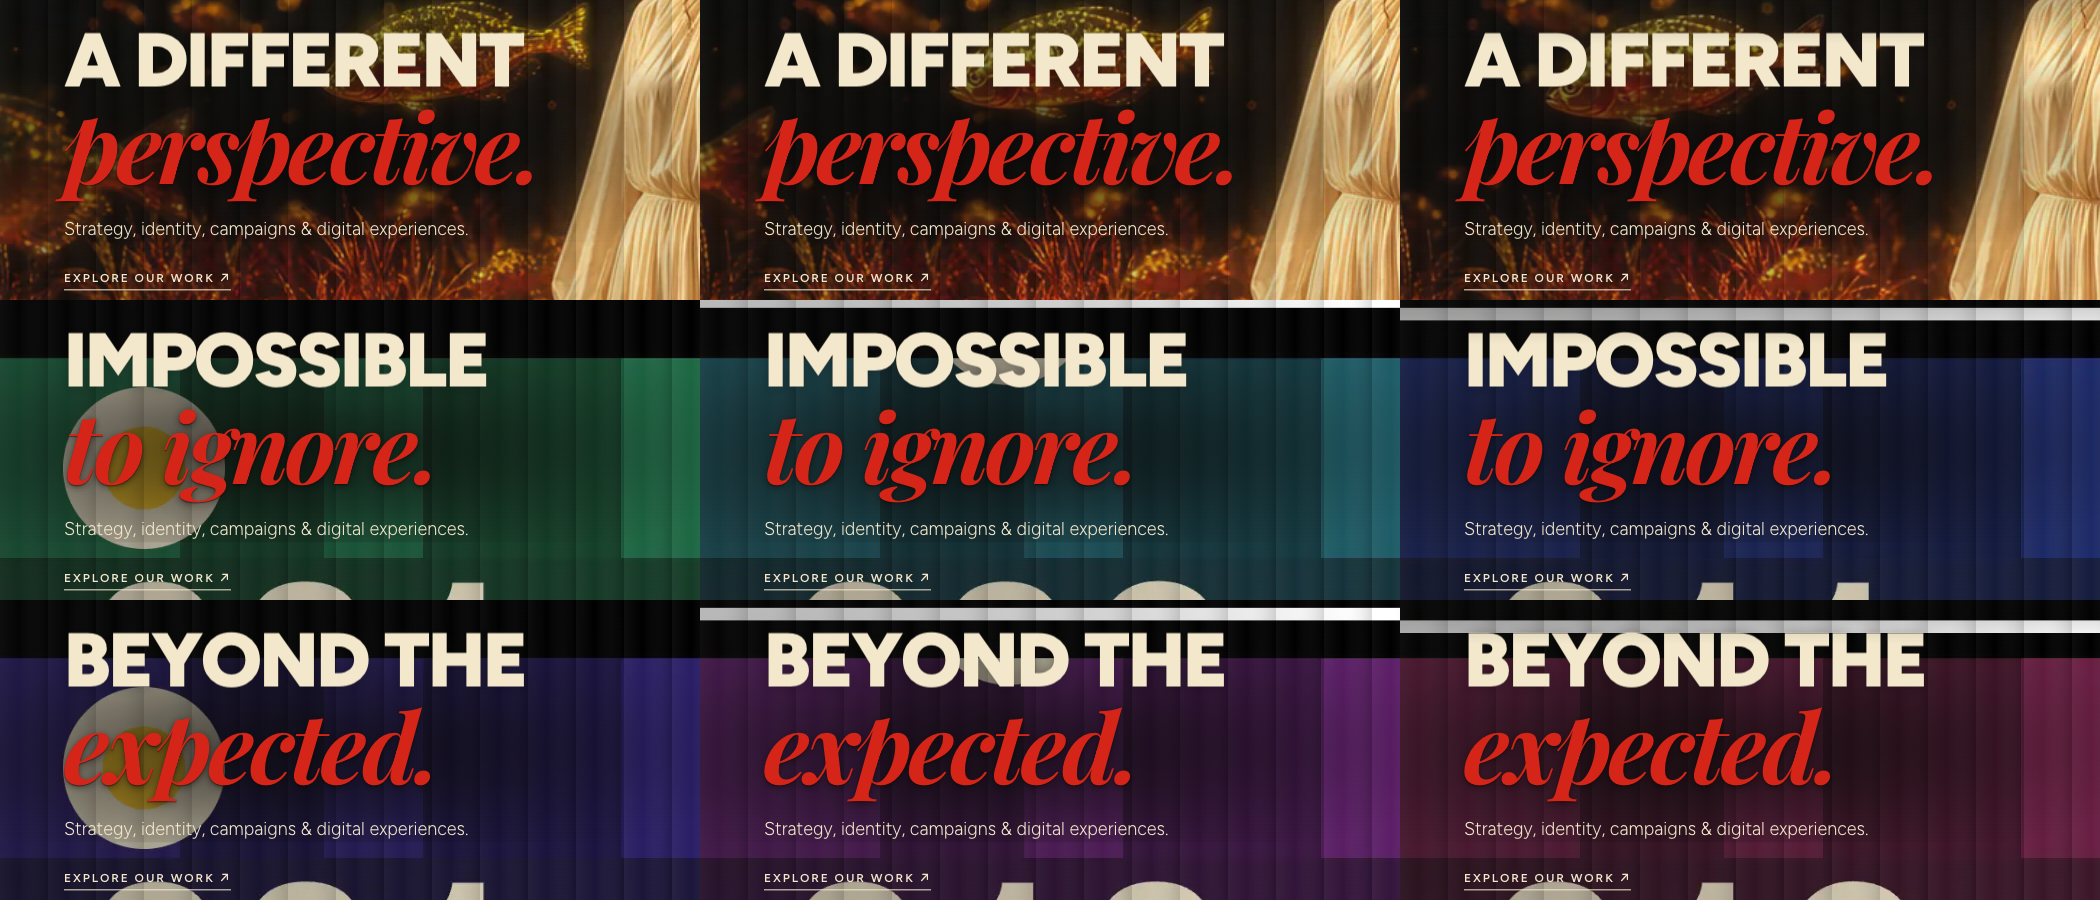 A DIFFERENT
perspective.
Strategy, identity, campaigns & digital experiences.
EXPLORE OUR WORK ↗
A DIFFERENT
perspective.
Strategy, identity, campaigns & digital experiences.
EXPLORE OUR WORK ↗
A DIFFERENT
perspective.
Strategy, identity, campaigns & digital experiences.
EXPLORE OUR WORK ↗
IMPOSSIBLE
to ignore.
Strategy, identity, campaigns & digital experiences.
EXPLORE OUR WORK ↗
IMPOSSIBLE
to ignore.
Strategy, identity, campaigns & digital experiences.
EXPLORE OUR WORK ↗
IMPOSSIBLE
to ignore.
Strategy, identity, campaigns & digital experiences.
EXPLORE OUR WORK ↗
BEYOND THE
expected.
Strategy, identity, campaigns & digital experiences.
EXPLORE OUR WORK ↗
BEYOND THE
expected.
Strategy, identity, campaigns & digital experiences.
EXPLORE OUR WORK ↗
BEYOND THE
expected.
Strategy, identity, campaigns & digital experiences.
EXPLORE OUR WORK ↗